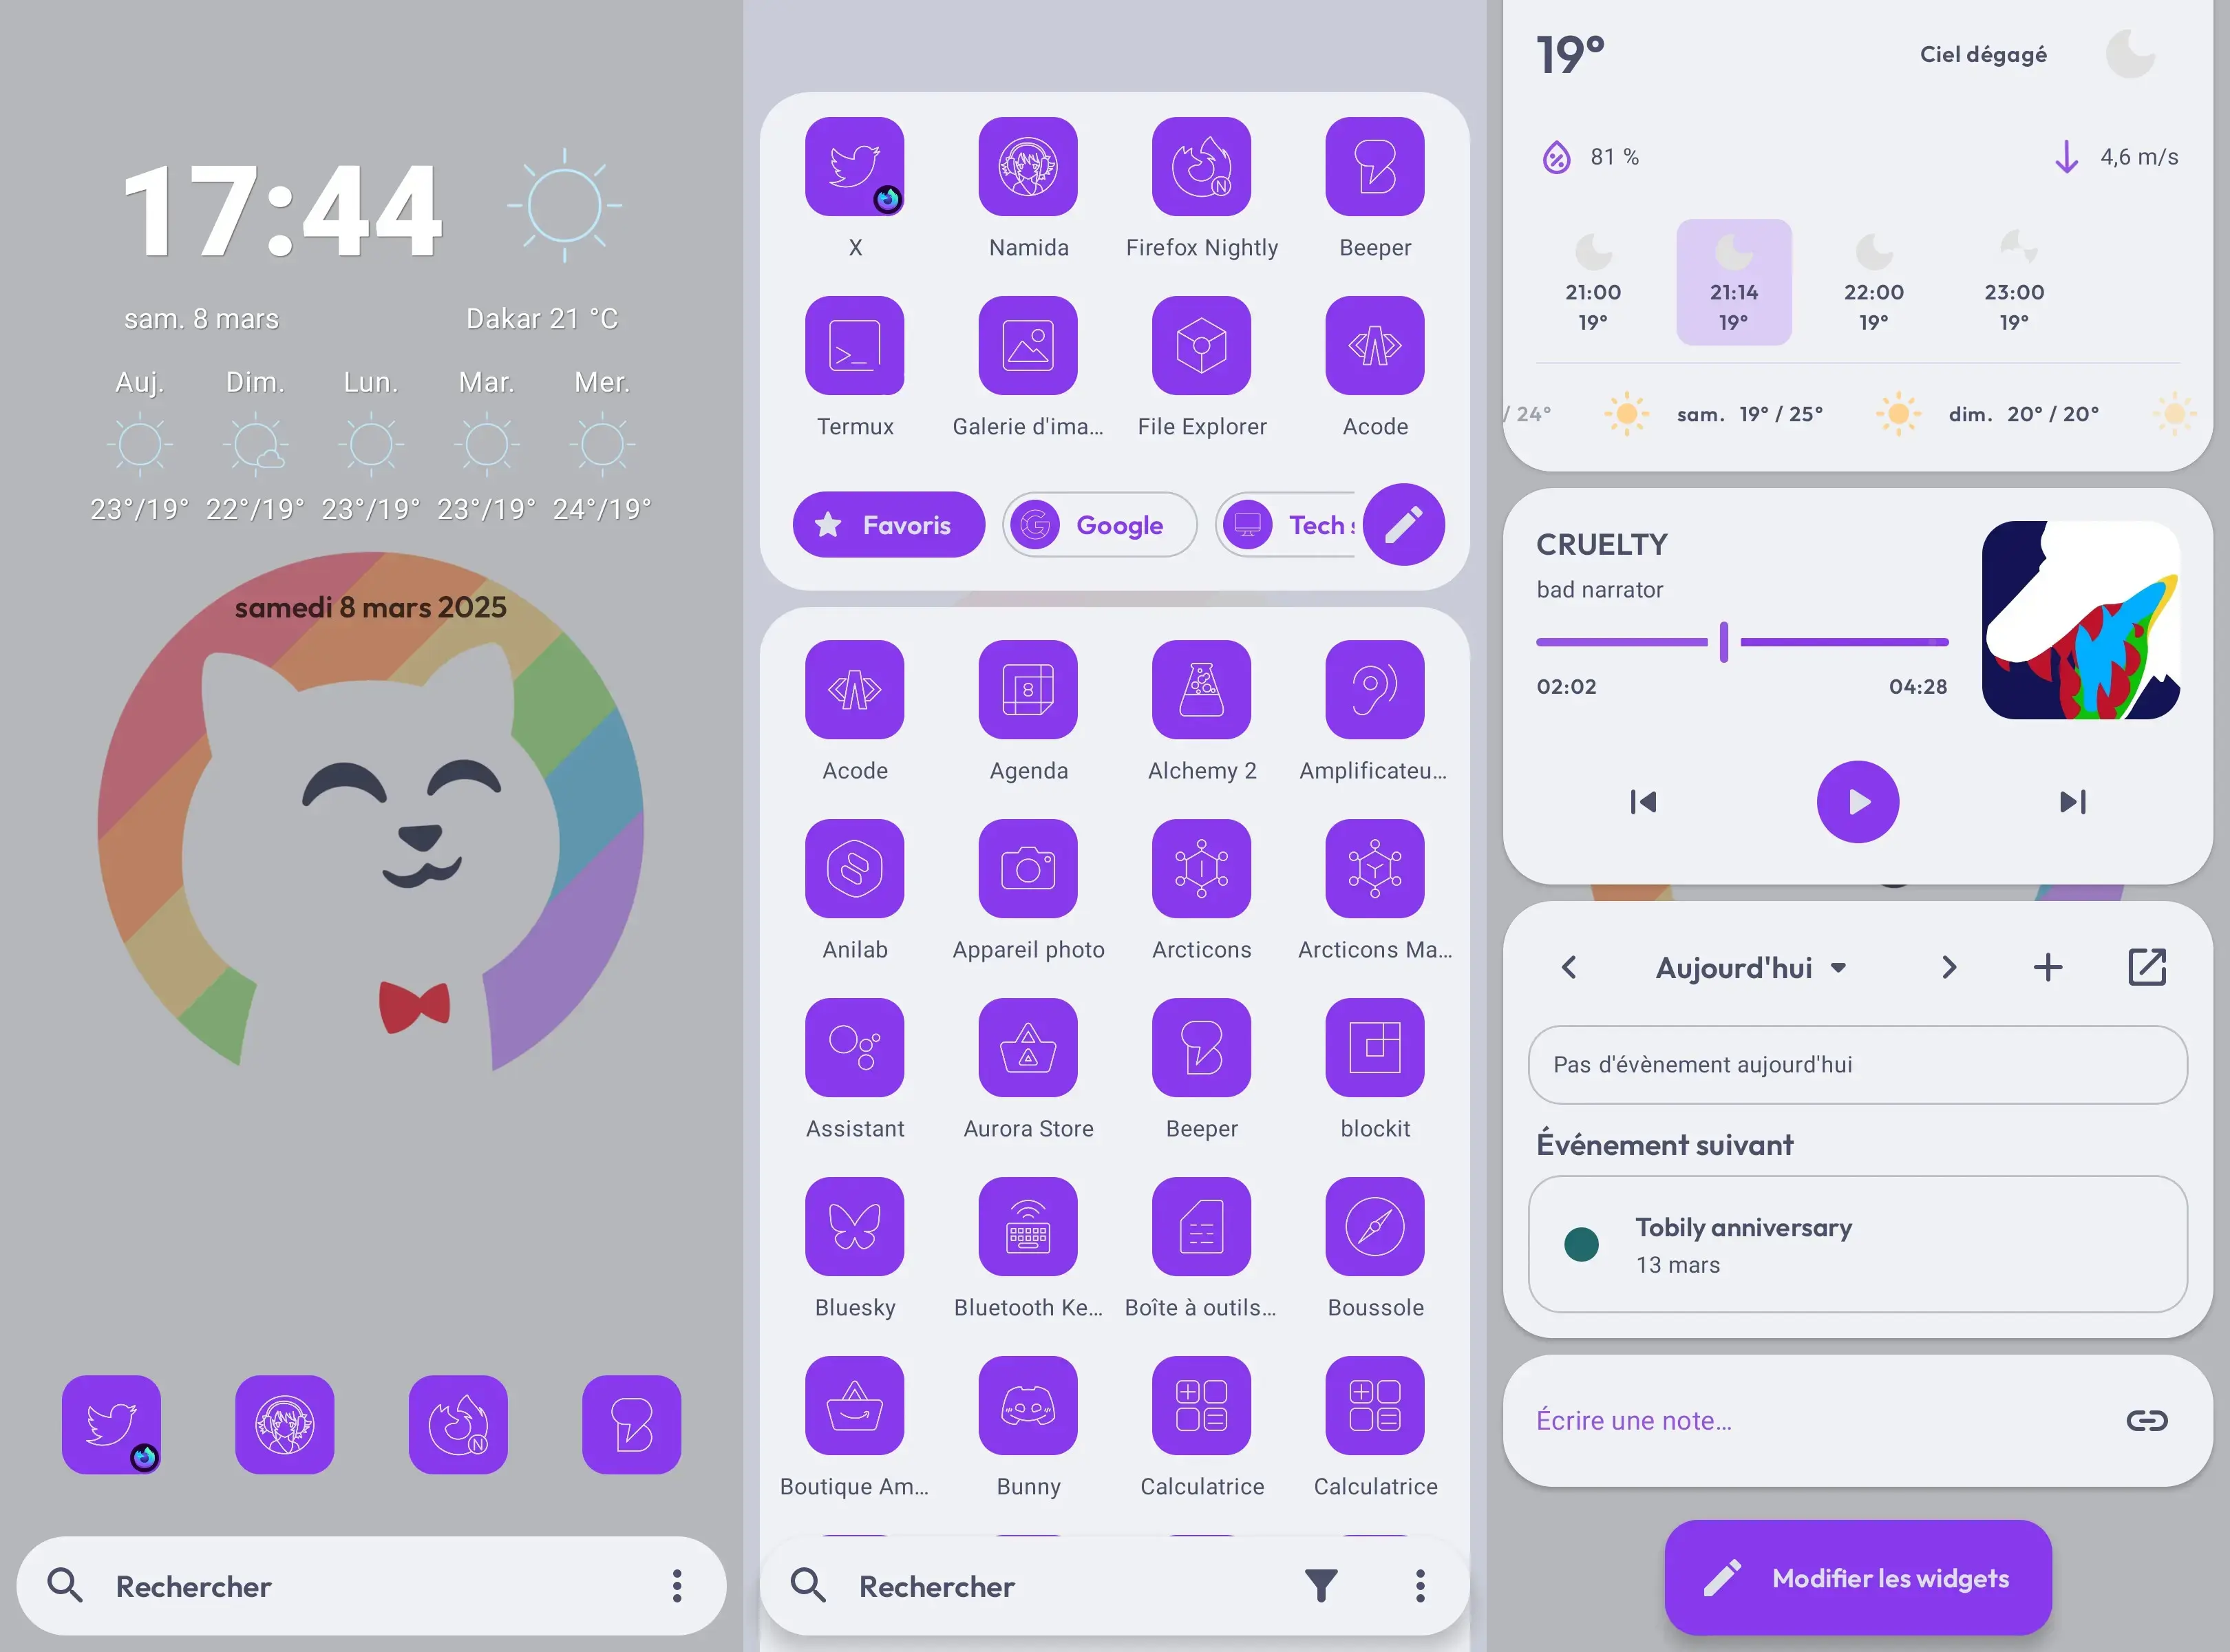 17:44
sam. 8 mars
Dakar 21 °C
Auj. Dim. Lun. Mar. Mer.
23°/19° 22°/19° 23°/19° 23°/19° 24°/19°
samedi 8 mars 2025
Rechercher
X Namida Firefox Nightly Beeper
Termux Galerie d'ima... File Explorer Acode
Favoris Google Tech s
8
Acode Agenda Alchemy 2 Amplificateu...
Anilab Appareil photo Arcticons Arcticons Ma...
Assistant Aurora Store Beeper blockit
Bluesky Bluetooth Ke... Boîte à outils... Boussole
Boutique Am... Bunny Calculatrice Calculatrice
Rechercher
19°
Ciel dégagé
81 %
4,6 m/s
21:00 21:14 22:00 23:00
19° 19° 19° 19°
/ 24° sam. 19° / 25° dim. 20° / 20°
CRUELTY
bad narrator
02:02 04:28
Aujourd'hui
Pas d'évènement aujourd'hui
Événement suivant
Tobily anniversary
13 mars
Écrire une note...
Modifier les widgets